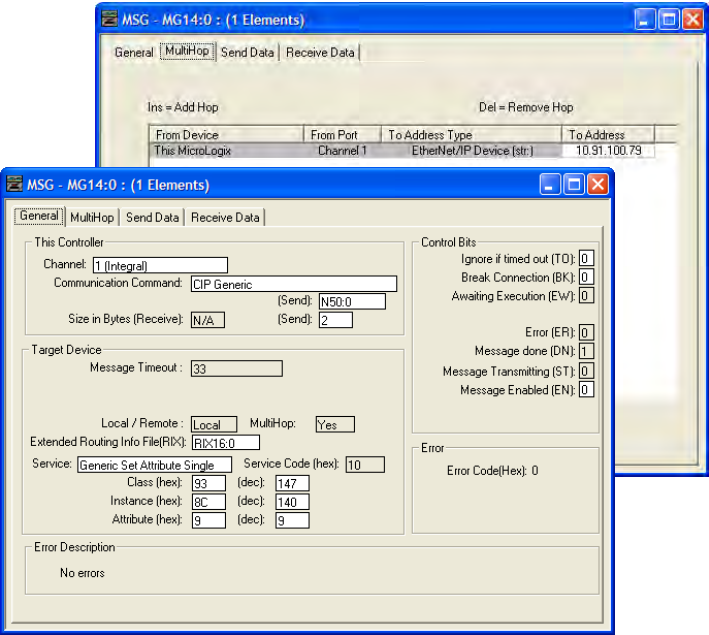 MSG - MG14:0 : (1 Elements)
General MultiHop Send Data Receive Data
Ins = Add Hop Del = Remove Hop
From Device From Port To Address Type To Address
This MicroLogix Channel 1 EtherNet/IP Device (str:) 10.91.100.79
MSG - MG14:0 : (1 Elements)
General MultiHop Send Data Receive Data
This Controller
Channel: 1 (Integral)
Communication Command: CIP Generic
(Send): N50:0
Size in Bytes (Receive): N/A (Send): 2
Target Device
Message Timeout : 33
Local / Remote : Local MultiHop: Yes
Extended Routing Info File(RIX): RIX16:0
Service: Generic Set Attribute Single Service Code (hex): 10
Class (hex): 93 (dec): 147
Instance (hex): 8C (dec): 140
Attribute (hex): 9 (dec): 9
Control Bits
Ignore if timed out (TO): 0
Break Connection (BK): 0
Awaiting Execution (EW): 0
Error (ER): 0
Message done (DN): 1
Message Transmitting (ST): 0
Message Enabled (EN): 0
Error
Error Code(Hex): 0
Error Description
No errors